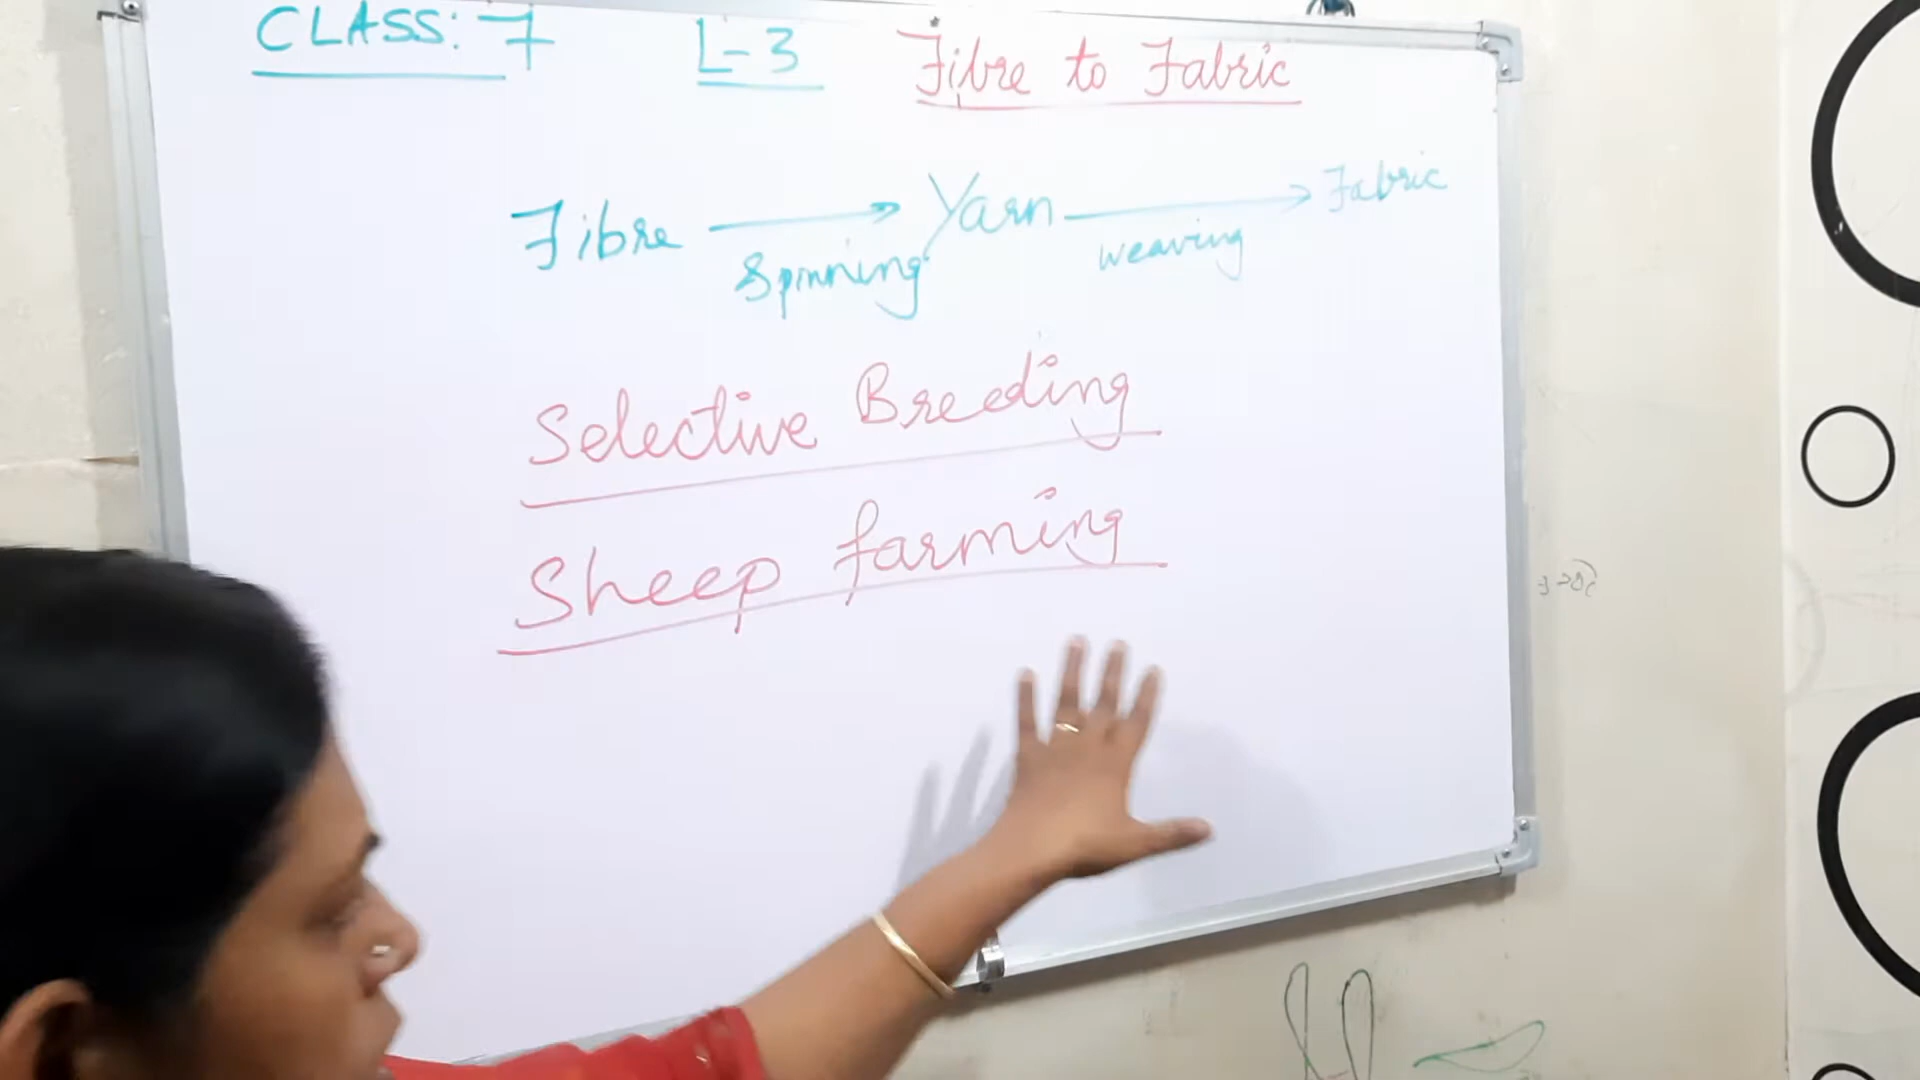 CLASS: 7 L-3 Fibre to Fabric
Fibre → Yarn → Fabric
Spinning weaving
Selective Breeding
Sheep farming